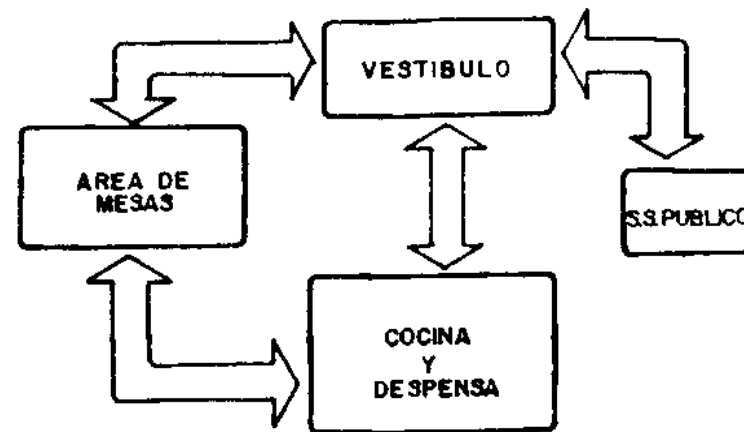 VESTIBULO
AREA DE
MESAS
S.S.PUBLICO
COCINA
Y
DESPENSA